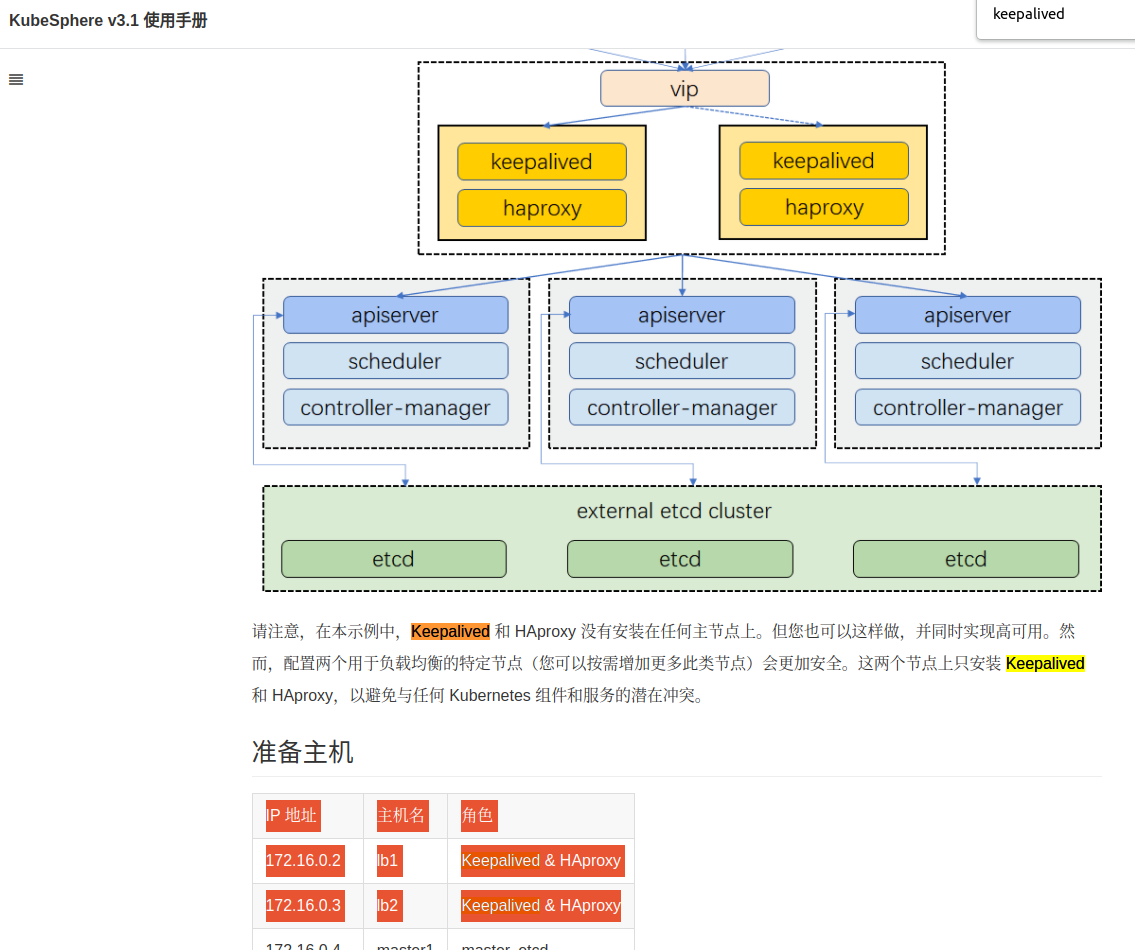 KubeSphere v3.1 使用手册
keepalived
vip
keepalived
keepalived
haproxy
haproxy
apiserver
apiserver
apiserver
scheduler
scheduler
scheduler
controller-manager
controller-manager
controller-manager
external etcd cluster
etcd
etcd
etcd
请注意，在本示例中，Keepalived 和 HAproxy 没有安装在任何主节点上。但您也可以这样做，并同时实现高可用。然
而，配置两个用于负载均衡的特定节点（您可以按需增加更多此类节点）会更加安全。这两个节点上只安装 Keepalived
和 HAproxy，以避免与任何 Kubernetes 组件和服务的潜在冲突。
准备主机
IP 地址 主机名 角色
172.16.0.2 lb1 Keepalived & HAproxy
172.16.0.3 lb2 Keepalived & HAproxy
172.16.0.4 master1 master, etcd